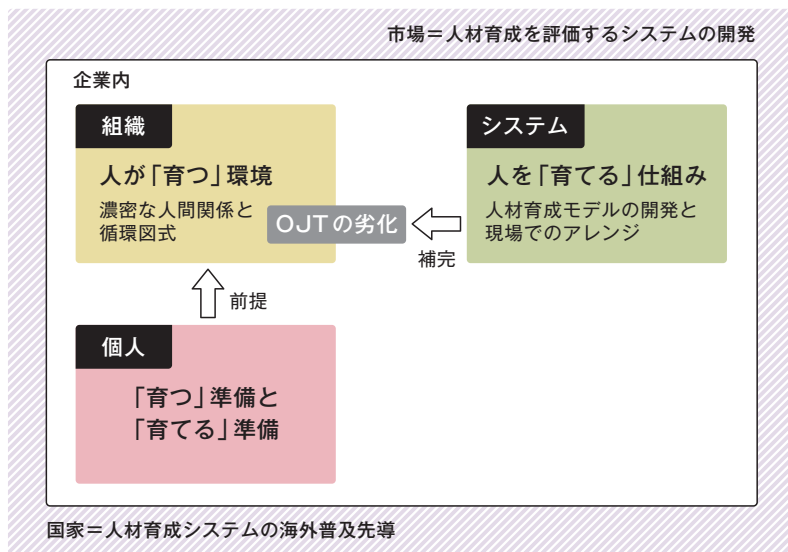 市場＝人材育成を評価するシステムの開発
企業内
組織
人が「育つ」環境
濃密な人間関係と
循環図式
OJTの劣化
補完
システム
人を「育てる」仕組み
人材育成モデルの開発と
現場でのアレンジ
前提
個人
「育つ」準備と
「育てる」準備
国家＝人材育成システムの海外普及先導